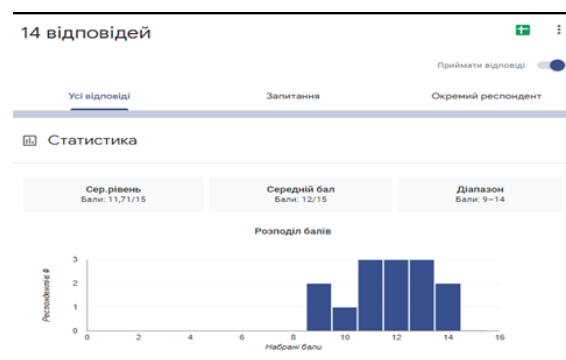 14 відповідей
Приймати відповіді
Усі відповіді Запитання Окремий респондент
Статистика
Сер.рівень Середній бал Діапазон
Бали: 11,71/15 Бали: 12/15 Бали: 9–14
Розподіл балів
Респондентів #
3
2
1
0
0 2 4 6 8 10 12 14 16
Набрані бали